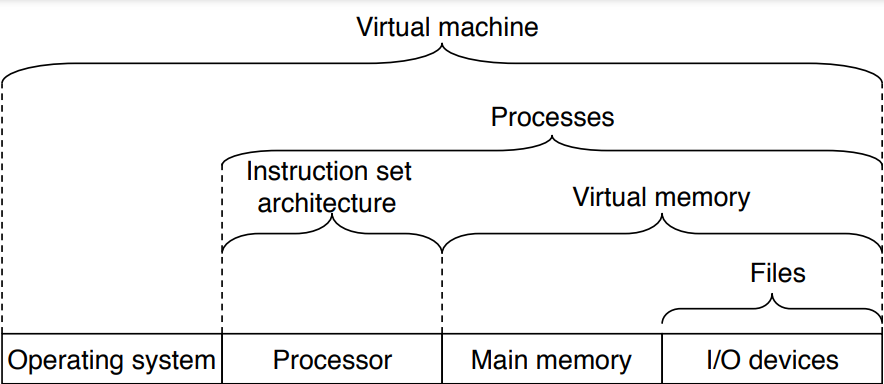 Virtual machine
Processes
Instruction set
architecture
Virtual memory
Files
Operating system
Processor
Main memory
I/O devices